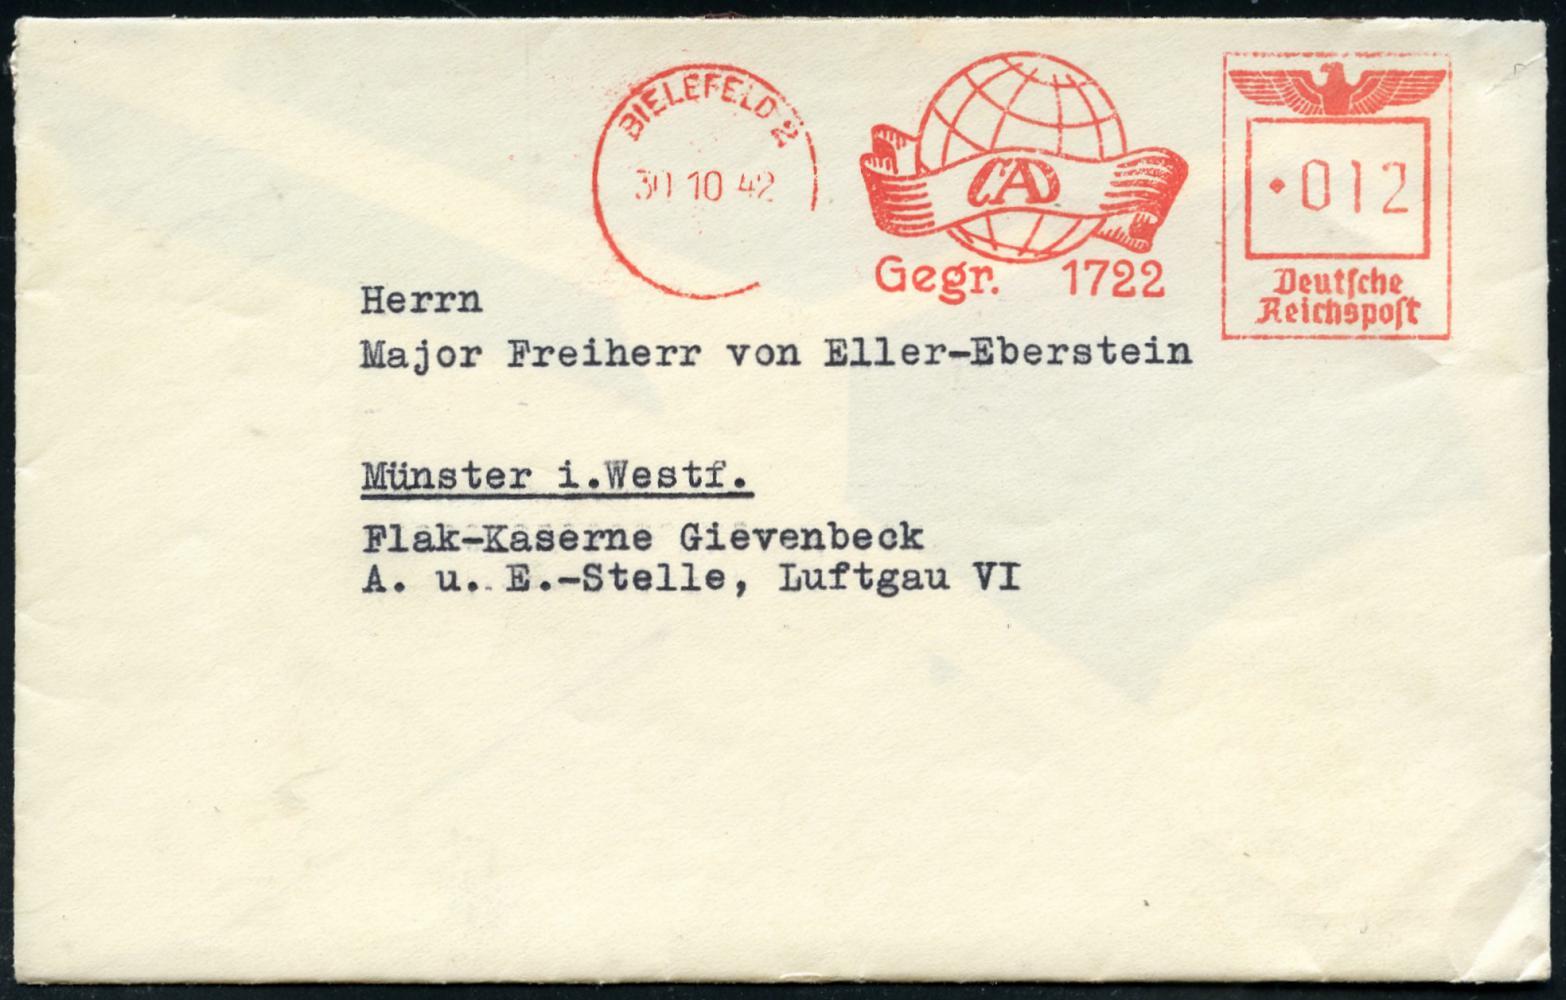 BIELEFELD 2
30 10 42
CAD
Gegr. 1722
012
Deutsche
Reichspost
Herrn
Major Freiherr von Eller-Eberstein
Münster i.Westf.
Flak-Kaserne Gievenbeck
A. u. E.-Stelle, Luftgau VI